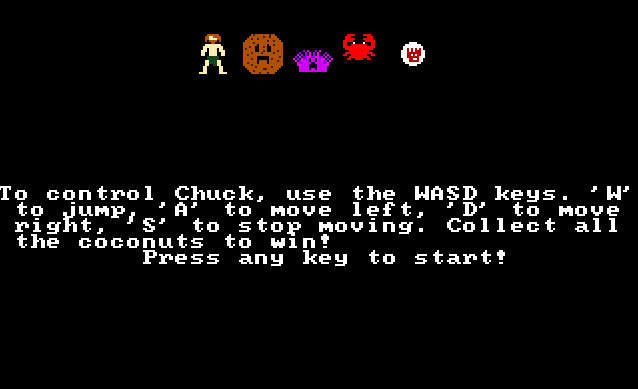 To control Chuck, use the WASD keys. 'W'
to jump, 'A' to move left, 'D' to move
right, 'S' to stop moving. Collect all
the coconuts to win!
Press any key to start!